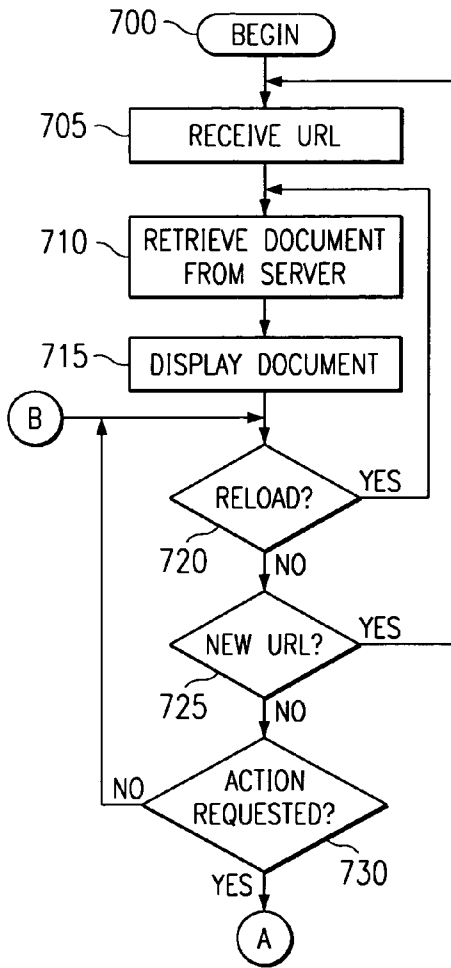 700
BEGIN
705
RECEIVE URL
710
RETRIEVE DOCUMENT
FROM SERVER
715
DISPLAY DOCUMENT
B
RELOAD?
YES
720
NO
NEW URL?
YES
725
NO
ACTION
REQUESTED?
NO
730
YES
A